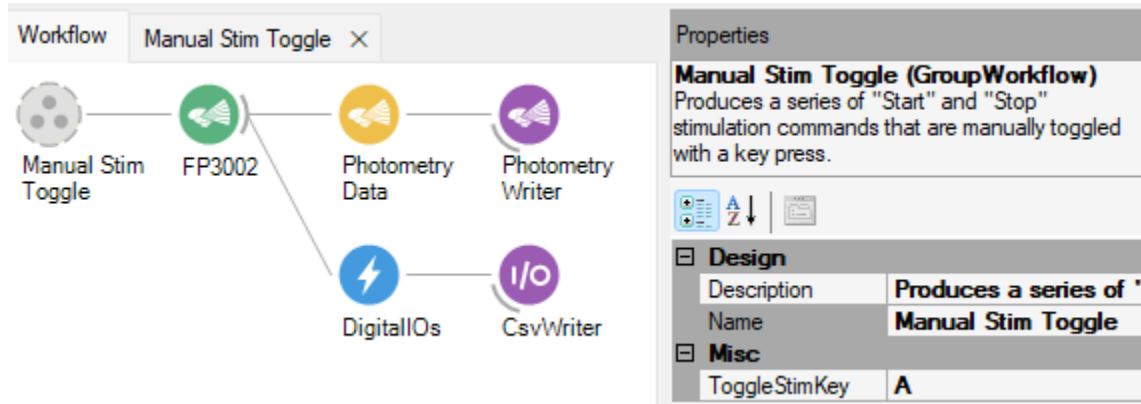 Workflow
Manual Stim Toggle ×
Manual Stim
Toggle
FP3002
Photometry
Data
Photometry
Writer
DigitalIOs
I/O
CsvWriter
Properties
Manual Stim Toggle (GroupWorkflow)
Produces a series of "Start" and "Stop"
stimulation commands that are manually toggled
with a key press.
A
Z
Design
Description Produces a series of "
Name Manual Stim Toggle
Misc
ToggleStimKey A